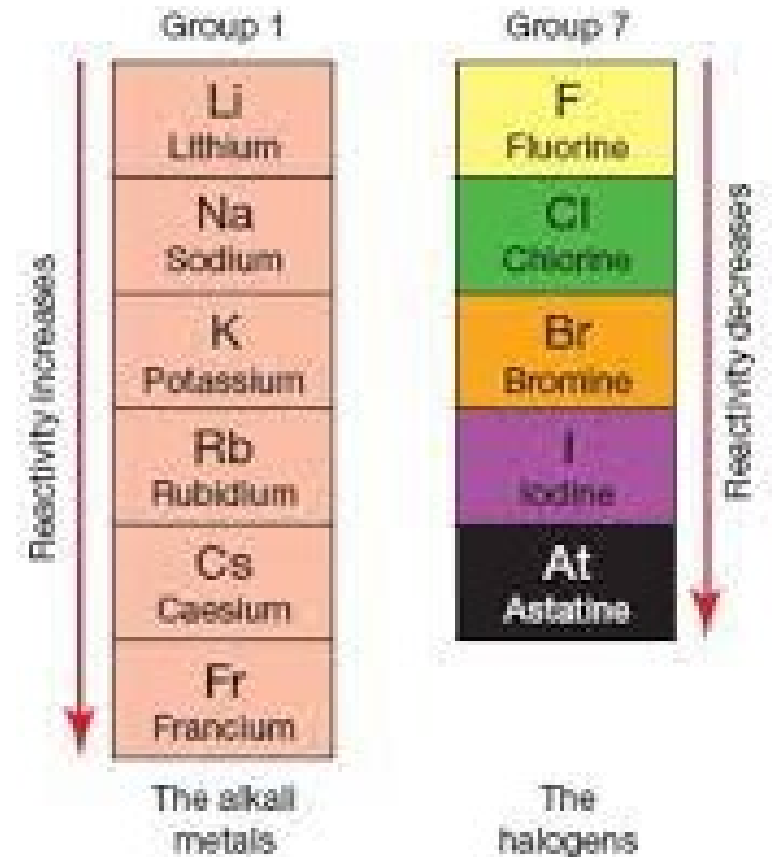 Group 1
Reactivity increases
Li
Lithium
Na
Sodium
K
Potassium
Rb
Rubidium
Cs
Caesium
Fr
Francium
The alkali
metals
Group 7
F
Fluorine
Cl
Chlorine
Br
Bromine
I
Iodine
At
Astatine
Reactivity decreases
The
halogens